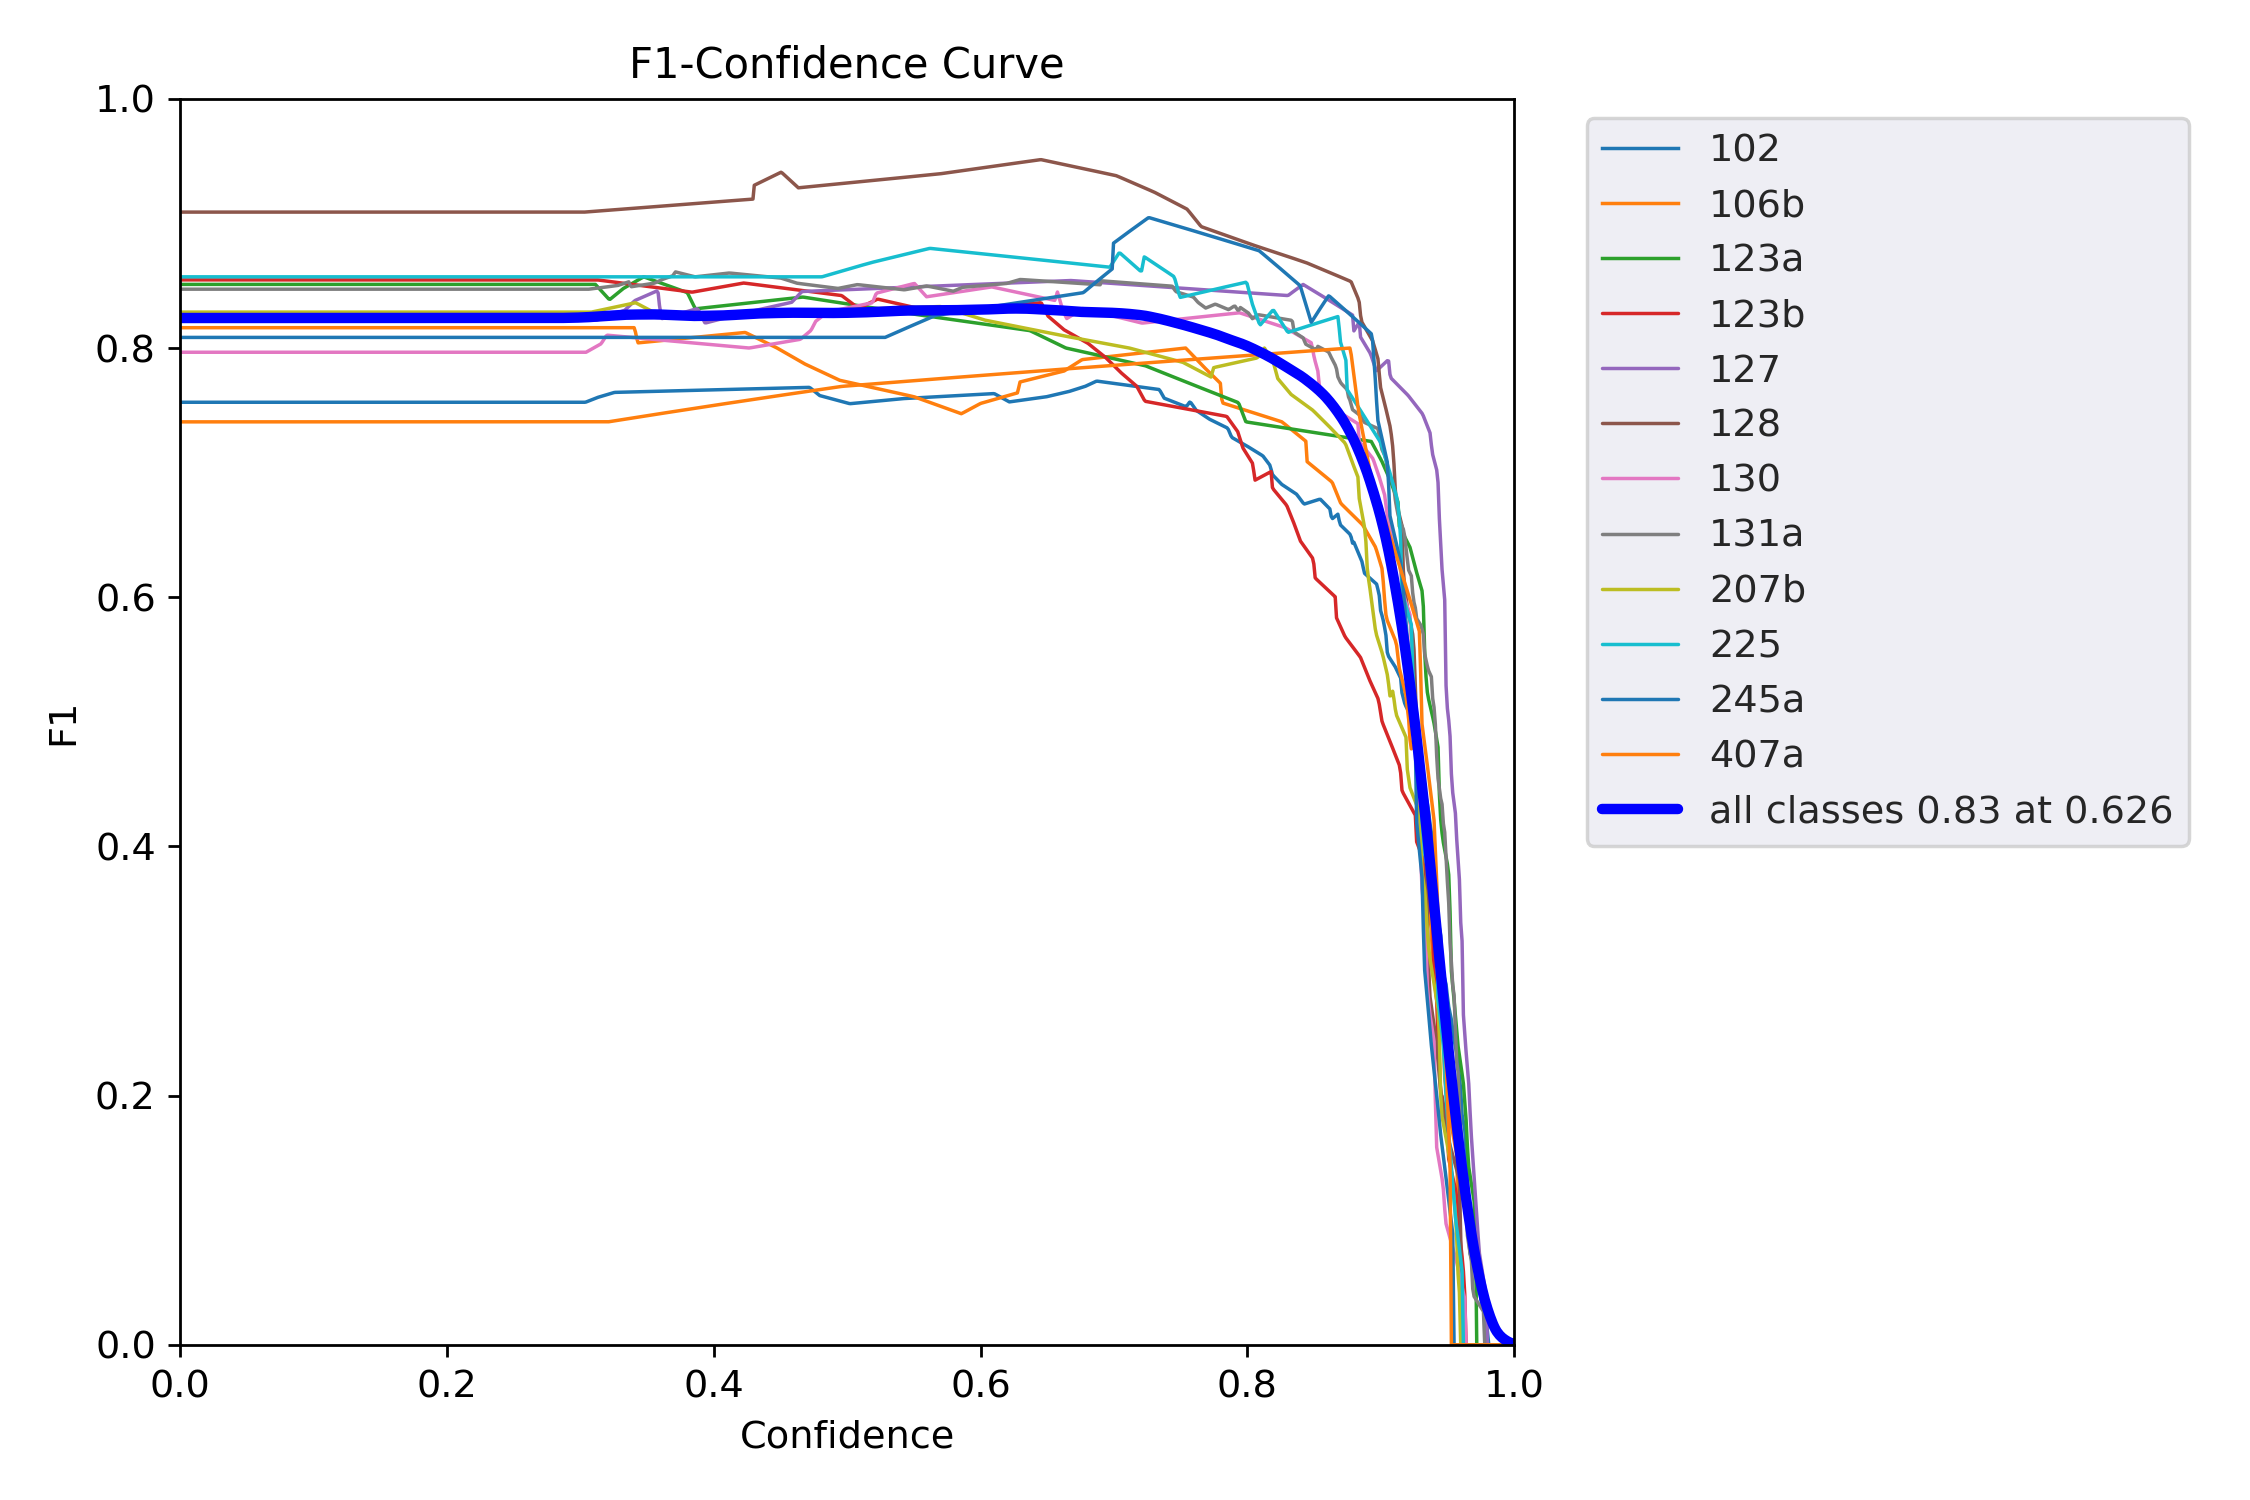 F1-Confidence Curve
1.0
0.8
0.6
0.4
0.2
0.0
F1
0.0 0.2 0.4 0.6 0.8 1.0
Confidence
102
106b
123a
123b
127
128
130
131a
207b
225
245a
407a
all classes 0.83 at 0.626